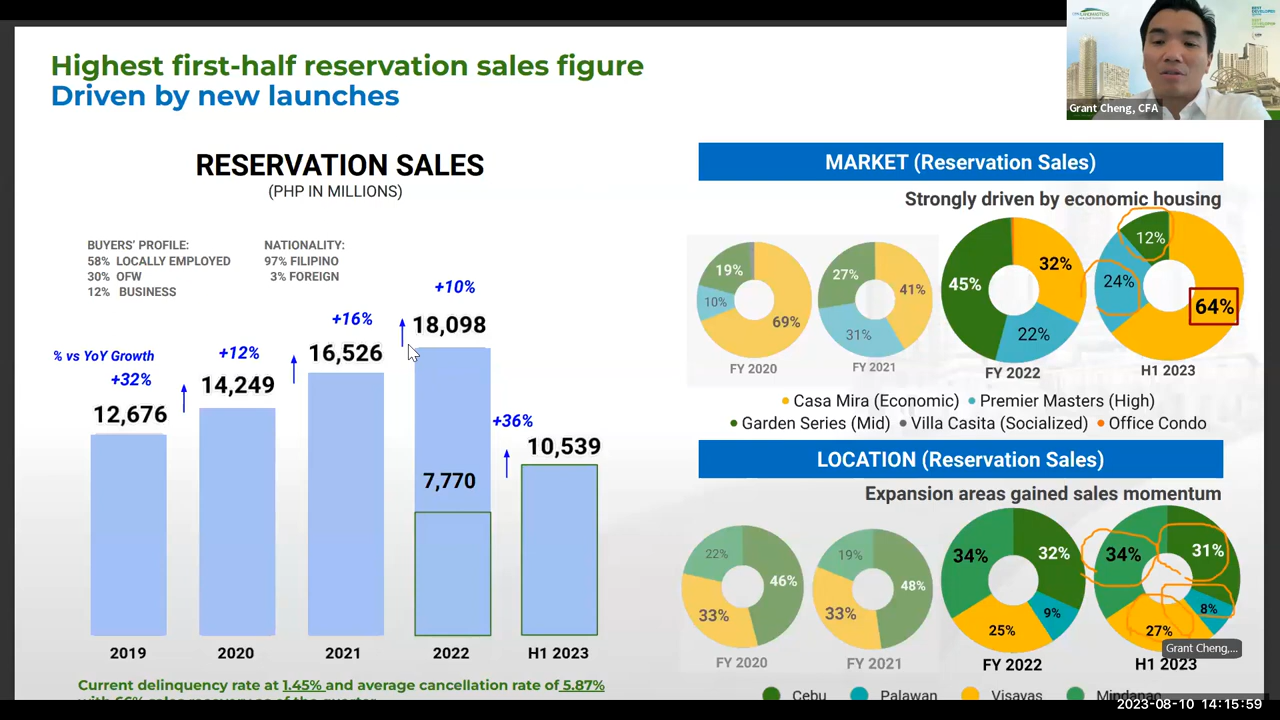 Highest first-half reservation sales figure
Driven by new launches
Grant Cheng, CFA
RESERVATION SALES
(PHP IN MILLIONS)
BUYERS' PROFILE:
58% LOCALLY EMPLOYED
30% OFW
12% BUSINESS
NATIONALITY:
97% FILIPINO
3% FOREIGN
% vs YoY Growth
+32%
12,676
+12%
14,249
+16%
16,526
+10%
18,098
7,770
+36%
10,539
2019
2020
2021
2022
H1 2023
Current delinquency rate at 1.45% and average cancellation rate of 5.87%
MARKET (Reservation Sales)
Strongly driven by economic housing
19%
10%
69%
FY 2020
27%
41%
31%
FY 2021
45%
32%
22%
FY 2022
12%
24%
64%
H1 2023
Casa Mira (Economic) Premier Masters (High)
Garden Series (Mid) Villa Casita (Socialized) Office Condo
LOCATION (Reservation Sales)
Expansion areas gained sales momentum
22%
46%
33%
FY 2020
19%
48%
33%
FY 2021
34%
32%
9%
25%
FY 2022
34%
31%
8%
27%
Grant Cheng,...
H1 2023
Cebu Palawan Visayas Mindanao
2023-08-10 14:15:59